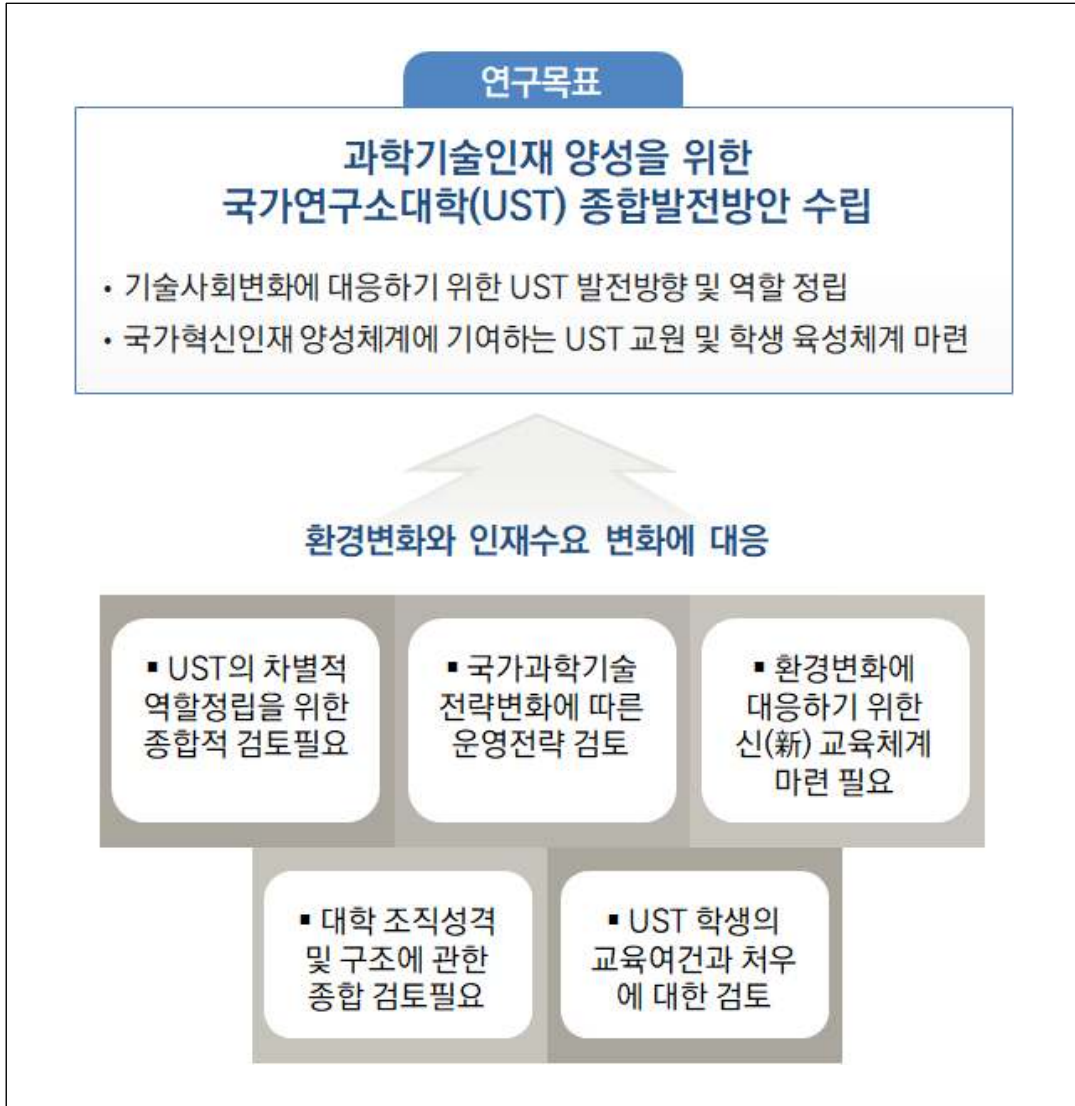 연구목표
과학기술인재 양성을 위한
국가연구소대학(UST) 종합발전방안 수립
• 기술사회변화에 대응하기 위한 UST 발전방향 및 역할 정립
• 국가혁신인재 양성체계에 기여하는 UST 교원 및 학생 육성체계 마련
환경변화와 인재수요 변화에 대응
▪ UST의 차별적
역할정립을 위한
종합적 검토필요
▪ 국가과학기술
전략변화에 따른
운영전략 검토
▪ 환경변화에
대응하기 위한
신(新) 교육체계
마련 필요
▪ 대학 조직성격
및 구조에 관한
종합 검토필요
▪ UST 학생의
교육여건과 처우
에 대한 검토